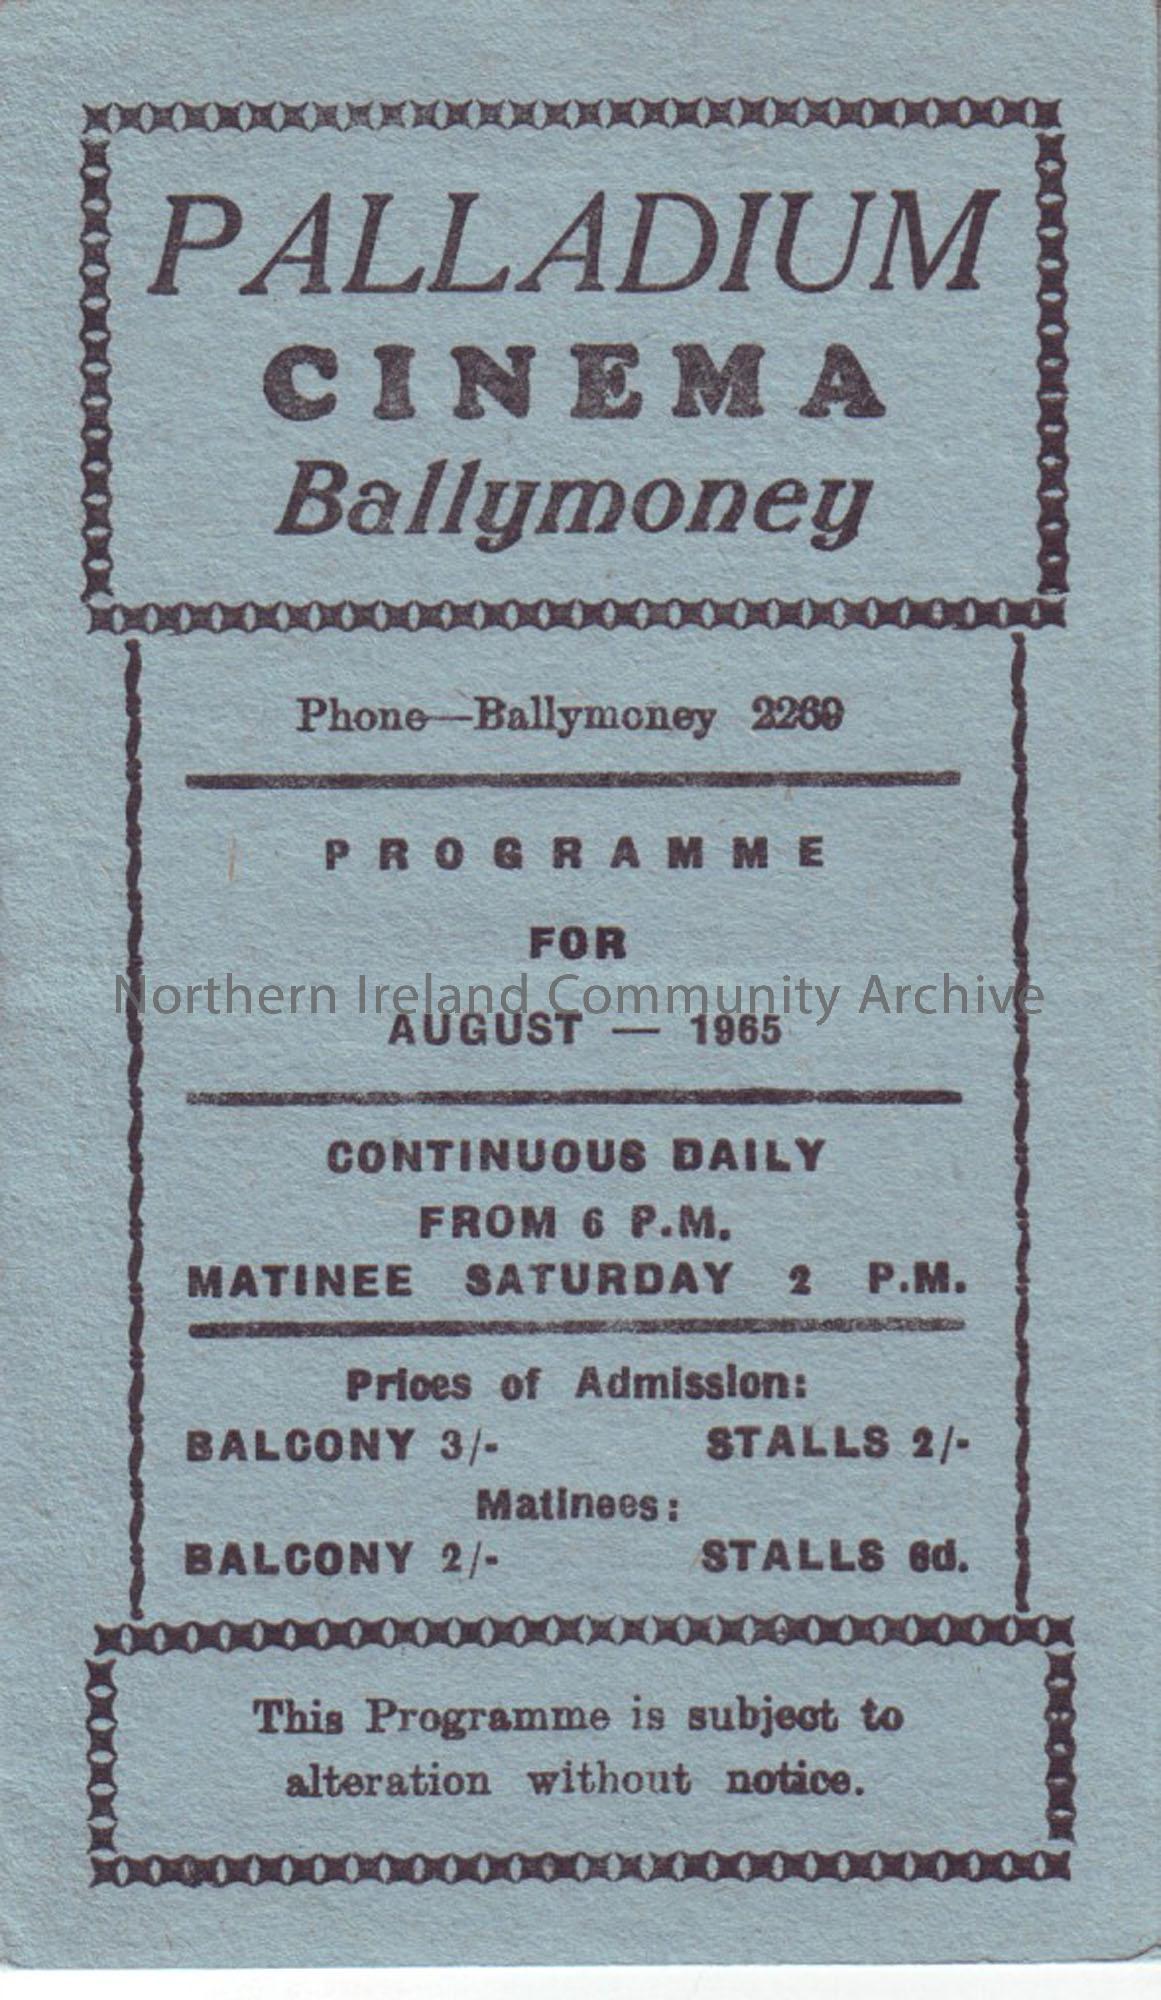 PALLADIUM
CINEMA
Ballymoney
Phone—Ballymoney 2269
PROGRAMME
FOR
Northern Ireland Community Archive
AUGUST — 1965
CONTINUOUS DAILY
FROM 6 P.M.
MATINEE SATURDAY 2 P.M.
Prices of Admission:
BALCONY 3/- STALLS 2/-
Matinees:
BALCONY 2/- STALLS 6d.
This Programme is subject to
alteration without notice.